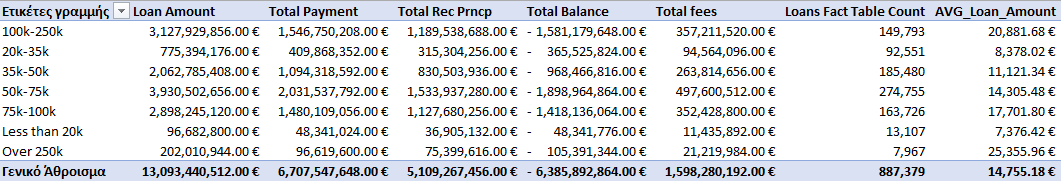 Ετικέτες γραμμής Loan Amount Total Payment Total Rec Prncp Total Balance Total fees Loans Fact Table Count AVG_Loan_Amount
100k-250k 3,127,929,856.00 € 1,546,750,208.00 € 1,189,538,688.00 € - 1,581,179,648.00 € 357,211,520.00 € 149,793 20,881.68 €
20k-35k 775,394,176.00 € 409,868,352.00 € 315,304,256.00 € - 365,525,824.00 € 94,564,096.00 € 92,551 8,378.02 €
35k-50k 2,062,785,408.00 € 1,094,318,592.00 € 830,503,936.00 € - 968,466,816.00 € 263,814,656.00 € 185,480 11,121.34 €
50k-75k 3,930,502,656.00 € 2,031,537,792.00 € 1,533,937,280.00 € - 1,898,964,864.00 € 497,600,512.00 € 274,755 14,305.48 €
75k-100k 2,898,245,120.00 € 1,480,109,056.00 € 1,127,680,256.00 € - 1,418,136,064.00 € 352,428,800.00 € 163,726 17,701.80 €
Less than 20k 96,682,800.00 € 48,341,024.00 € 36,905,132.00 € - 48,341,776.00 € 11,435,892.00 € 13,107 7,376.42 €
Over 250k 202,010,944.00 € 96,619,600.00 € 75,399,616.00 € - 105,391,344.00 € 21,219,984.00 € 7,967 25,355.96 €
Γενικό Άθροισμα 13,093,440,512.00 € 6,707,547,648.00 € 5,109,267,456.00 € - 6,385,892,864.00 € 1,598,280,192.00 € 887,379 14,755.18 €